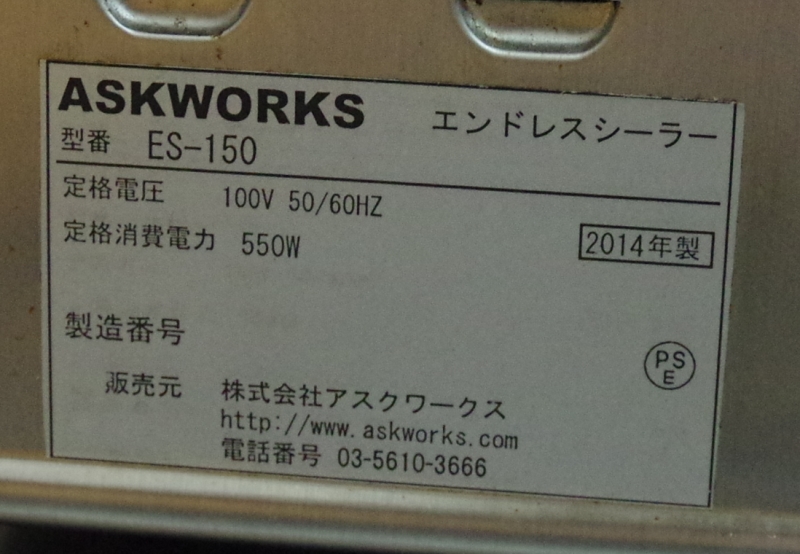 ASKWORKS エンドレスシーラー
型番 ES-150
定格電圧 100V 50/60HZ
定格消費電力 550W
2014年製
製造番号
PS
E
販売元 株式会社アスクワークス
http://www.askworks.com
電話番号 03-5610-3666